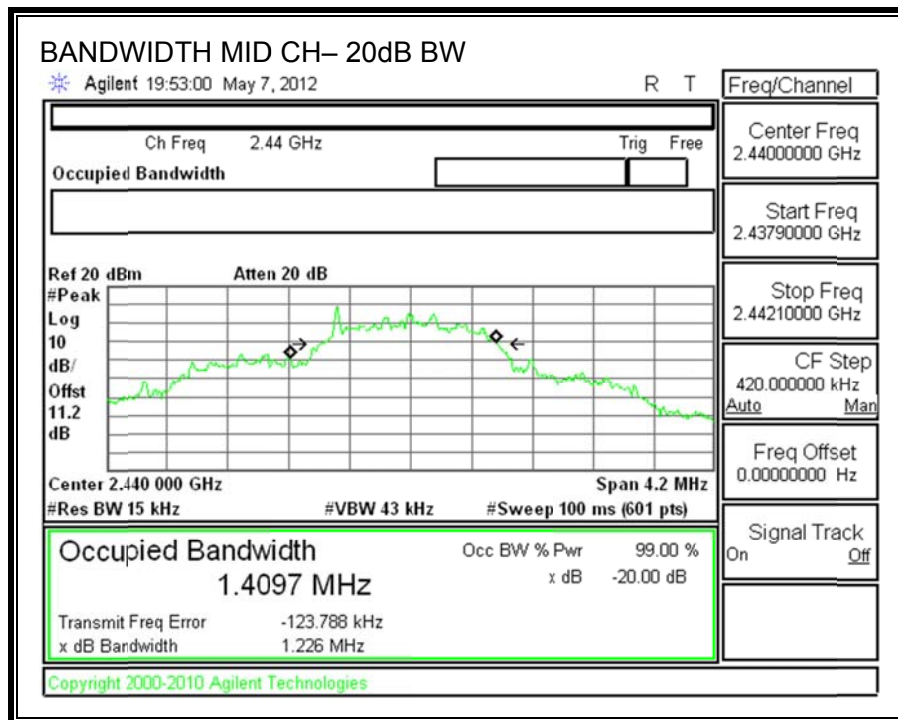 BANDWIDTH MID CH– 20dB BW
Agilent 19:53:00 May 7, 2012 R T
Freq/Channel
Ch Freq 2.44 GHz Trig Free
Occupied Bandwidth
Center Freq
2.44000000 GHz
Start Freq
2.43790000 GHz
Stop Freq
2.44210000 GHz
CF Step
420.000000 kHz
Auto Man
Freq Offset
0.00000000 Hz
Signal Track
On Off
Ref 20 dBm Atten 20 dB
#Peak
Log
10
dB/
Offst
11.2
dB
Center 2.440 000 GHz Span 4.2 MHz
#Res BW 15 kHz #VBW 43 kHz #Sweep 100 ms (601 pts)
Occupied Bandwidth Occ BW % Pwr 99.00 %
1.4097 MHz x dB -20.00 dB
Transmit Freq Error -123.788 kHz
x dB Bandwidth 1.226 MHz
Copyright 2000-2010 Agilent Technologies